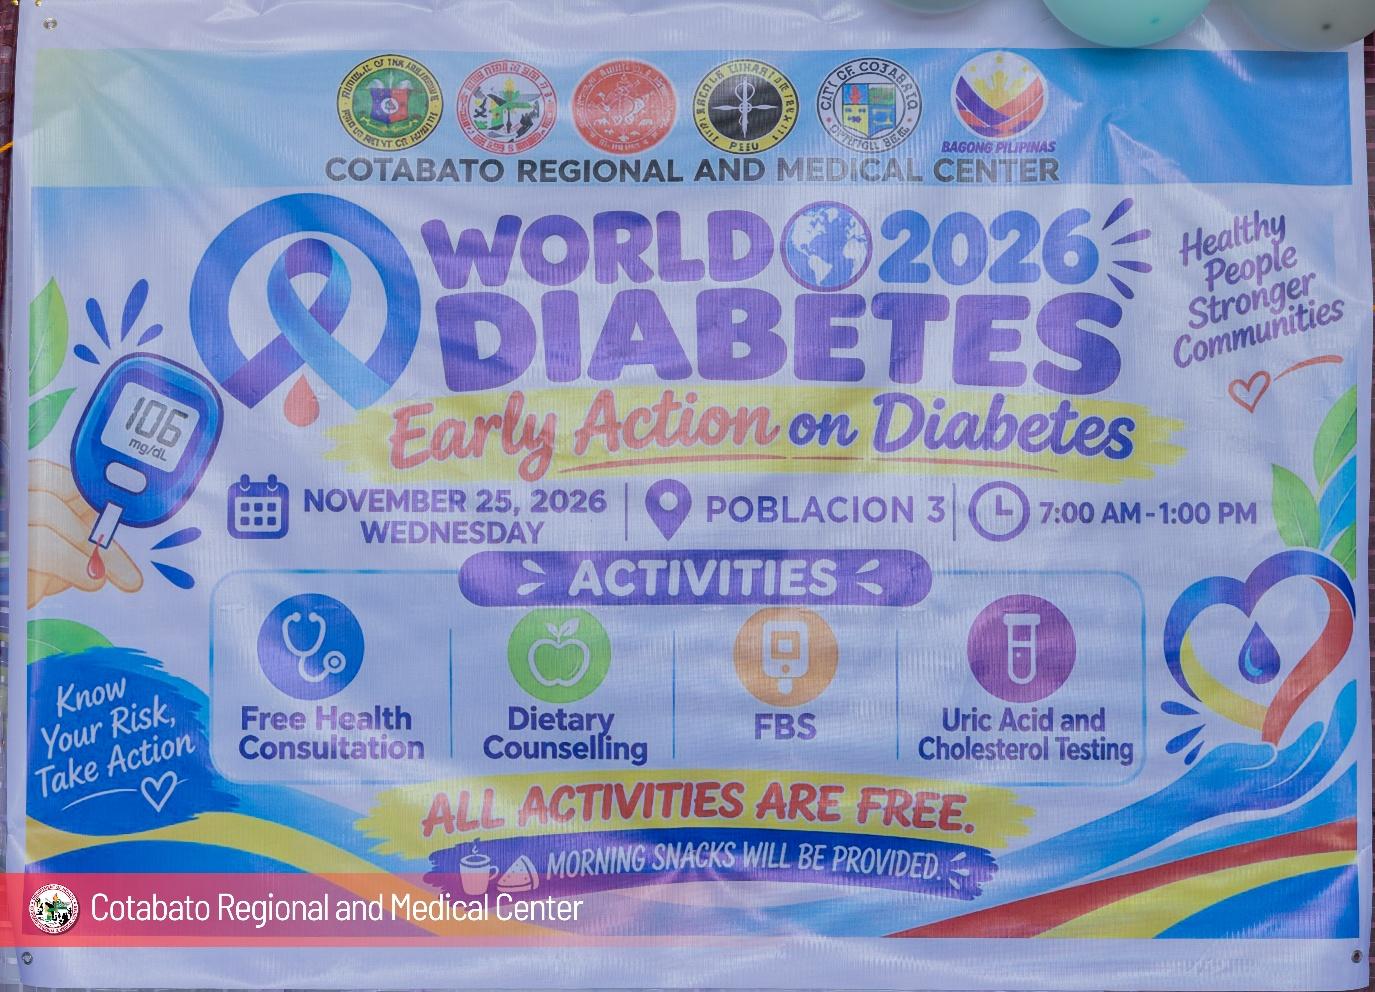 CITY OF COTABATO
BAGONG PILIPINAS
COTABATO REGIONAL AND MEDICAL CENTER
WORLD 2026
DIABETES
Early Action on Diabetes
Healthy
People
Stronger
Communities
106
mg/dL
NOVEMBER 25, 2026
WEDNESDAY
POBLACION 3
7:00 AM-1:00 PM
ACTIVITIES
Free Health
Consultation
Dietary
Counselling
FBS
Uric Acid and
Cholesterol Testing
Know
Your Risk,
Take Action
ALL ACTIVITIES ARE FREE.
MORNING SNACKS WILL BE PROVIDED.
Cotabato Regional and Medical Center